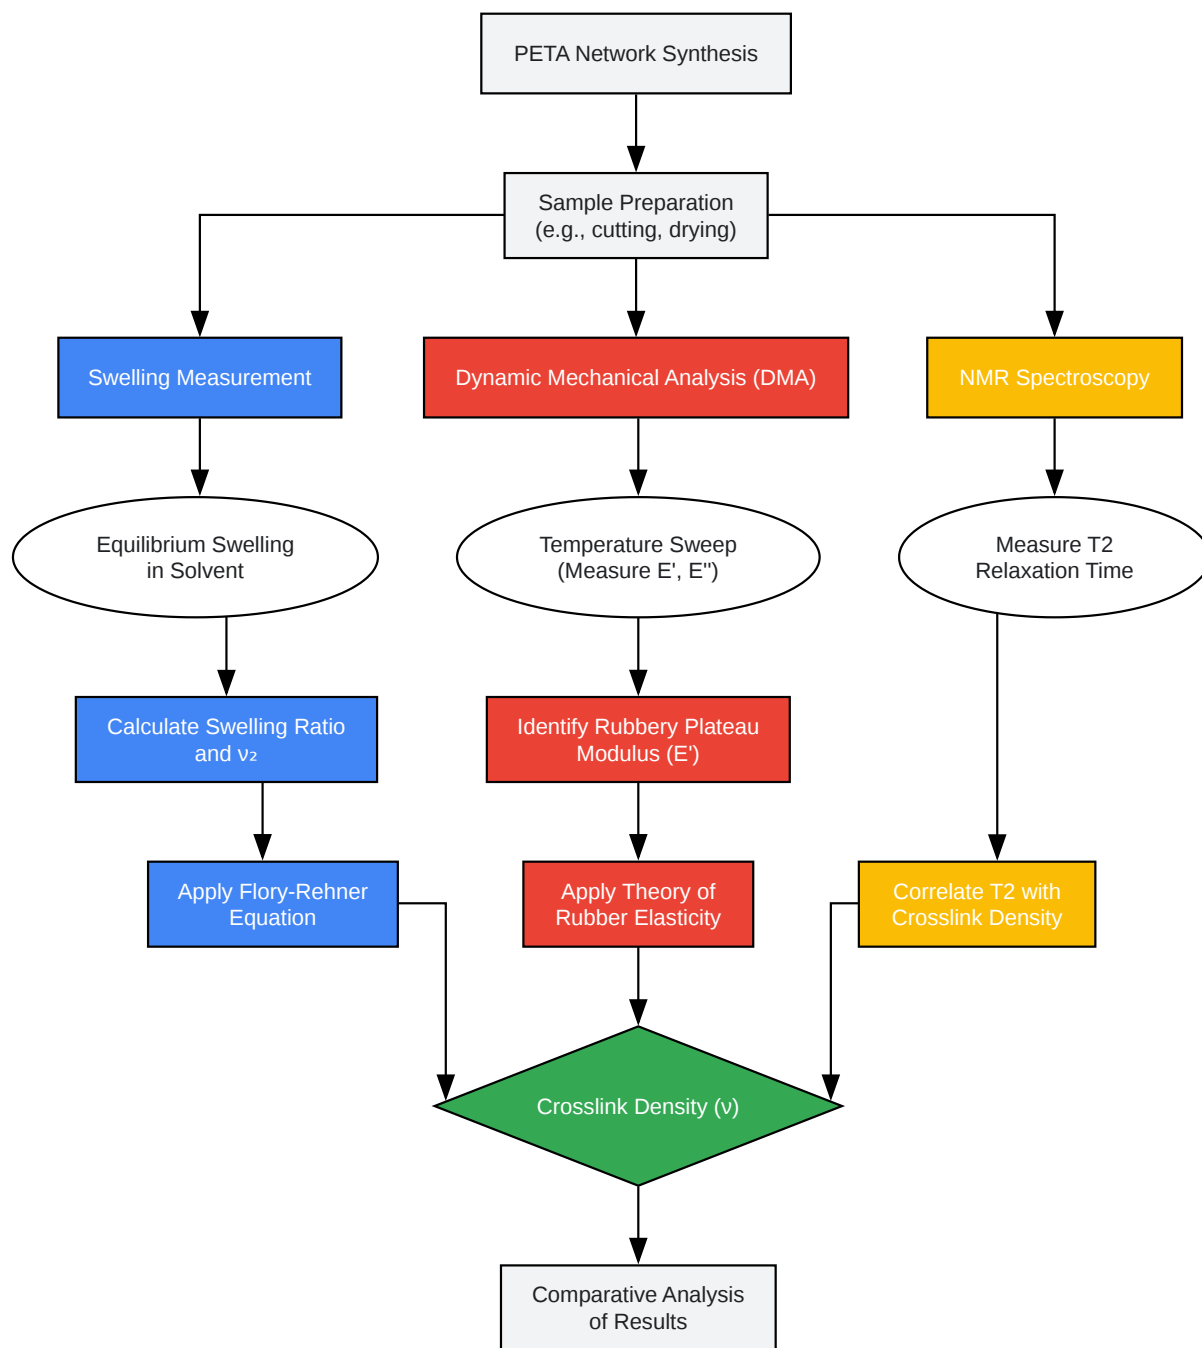 PETA Network Synthesis
Sample Preparation
(e.g., cutting, drying)
Swelling Measurement
Dynamic Mechanical Analysis (DMA)
NMR Spectroscopy
Equilibrium Swelling
in Solvent
Temperature Sweep
(Measure E', E'')
Measure T2
Relaxation Time
Calculate Swelling Ratio
and ν₂
Identify Rubbery Plateau
Modulus (E')
Apply Flory-Rehner
Equation
Apply Theory of
Rubber Elasticity
Correlate T2 with
Crosslink Density
Crosslink Density (ν)
Comparative Analysis
of Results